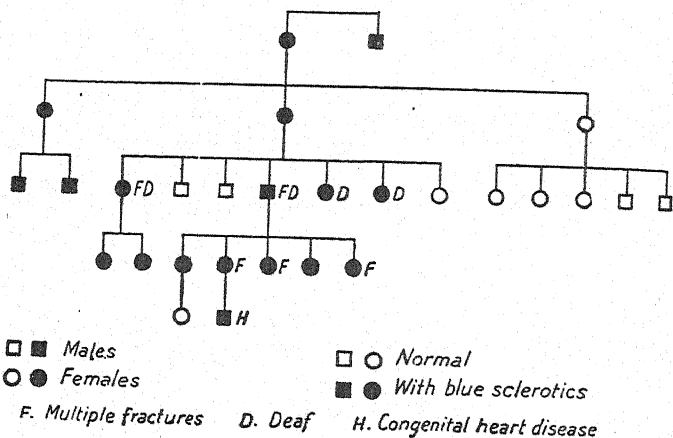 FD FD D D
F F F
H
Males Normal
Females With blue sclerotics
F. Multiple fractures D. Deaf H. Congenital heart disease